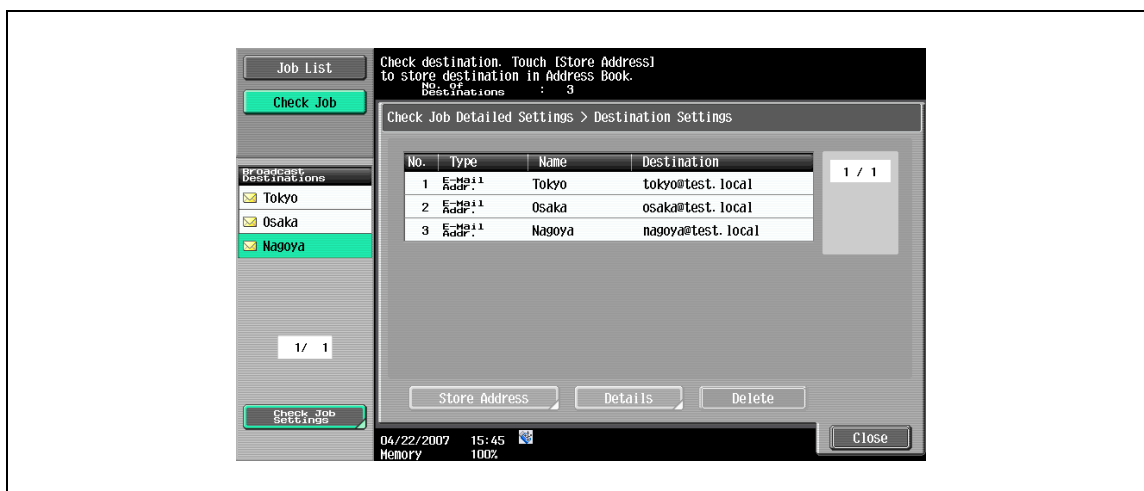 Job List
Check Job
Check destination. Touch [Store Address]
to store destination in Address Book.
No. Of
Destinations : 3
Check Job Detailed Settings > Destination Settings
No. Type Name Destination
1 E-Mail Addr. Tokyo tokyo@test.local
2 E-Mail Addr. Osaka osaka@test.local
3 E-Mail Addr. Nagoya nagoya@test.local
1 / 1
Broadcast
Destinations
Tokyo
Osaka
Nagoya
1/ 1
Store Address Details Delete
Check Job
Settings
04/22/2007 15:45
Memory 100%
Close